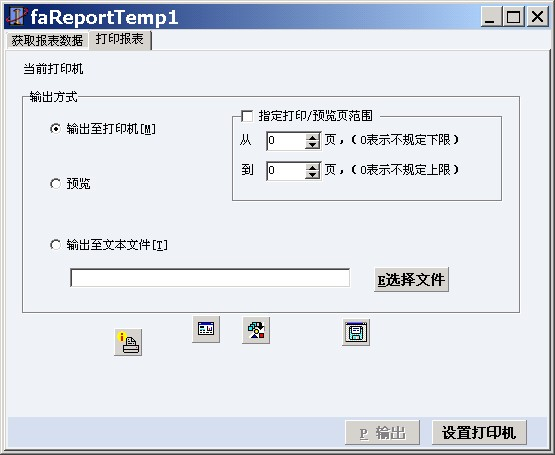 faReportTemp1
获取报表数据 打印报表
当前打印机
输出方式
指定打印/预览页范围
输出至打印机[M]
从 0 页，（0表示不规定下限）
到 0 页，（0表示不规定上限）
预览
输出至文本文件[T]
E选择文件
P 输出 设置打印机